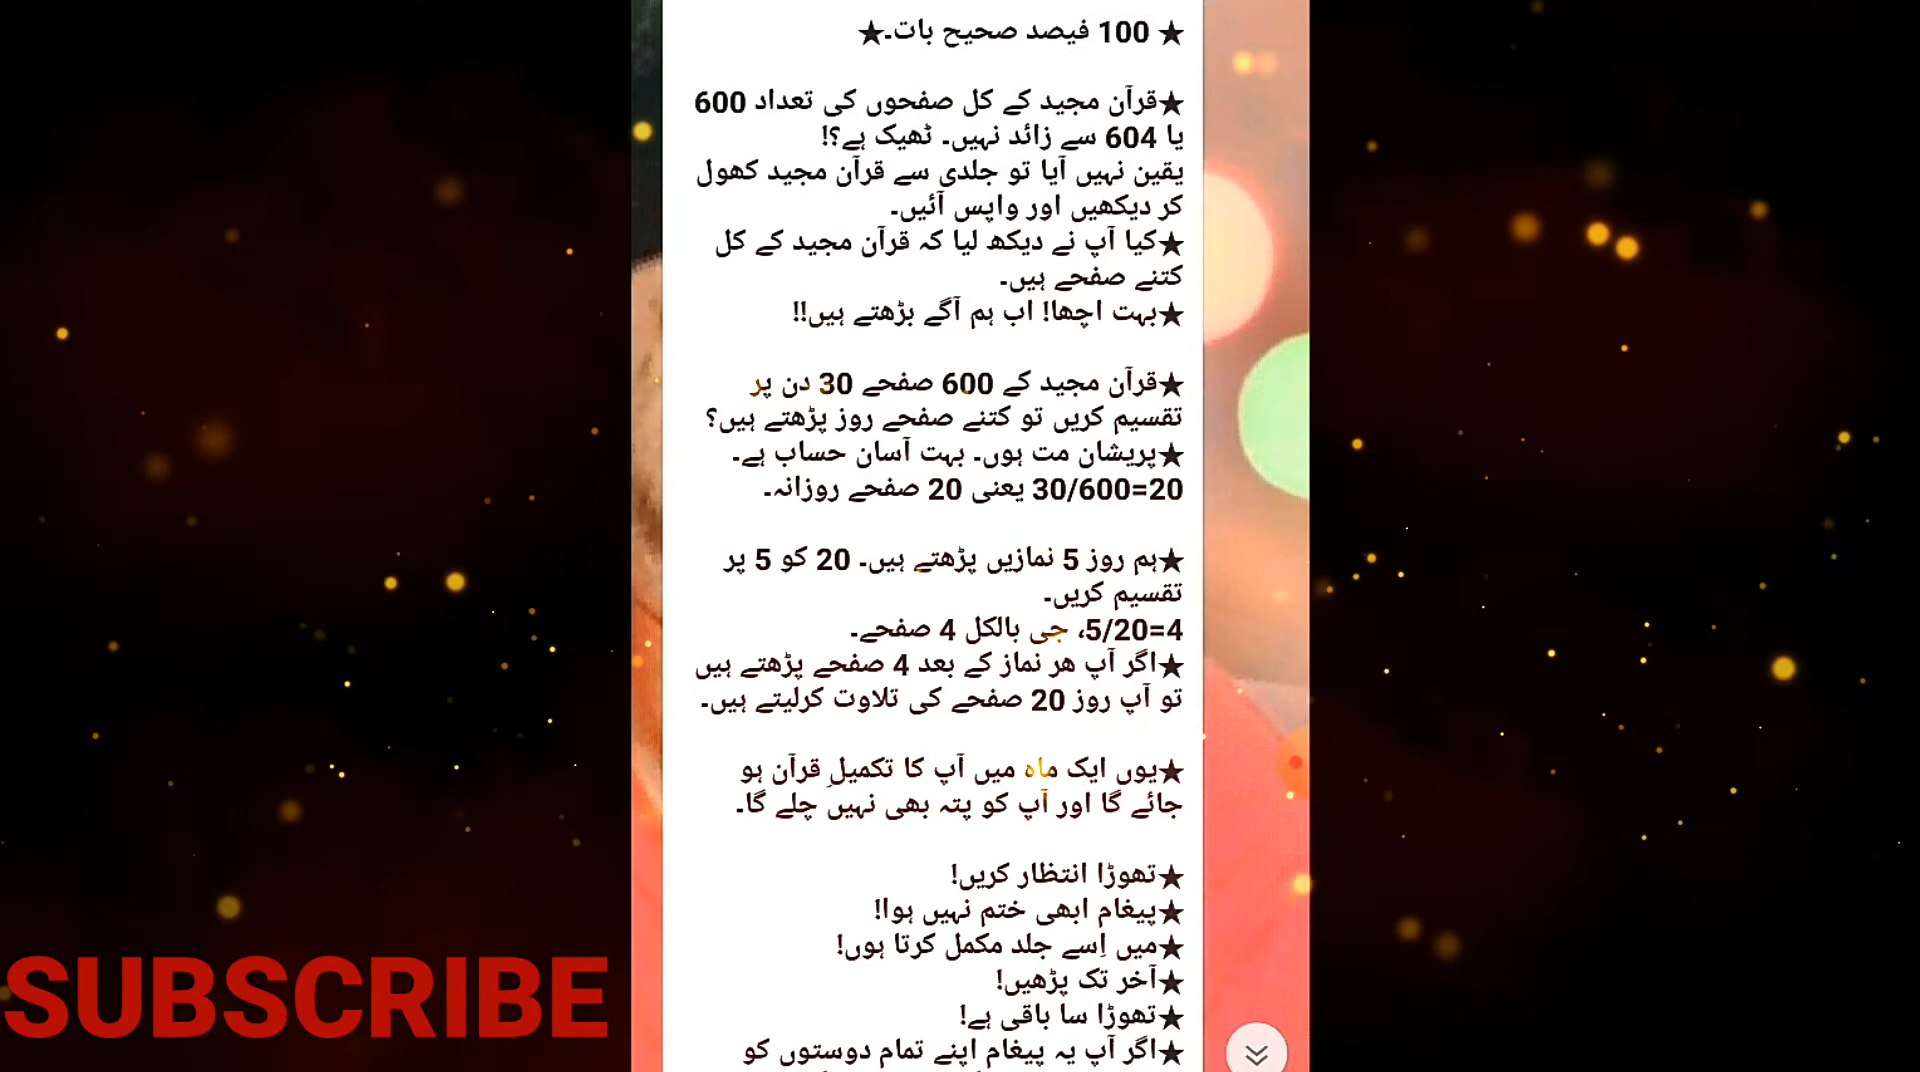 ★ 100 فیصد صحیح بات۔★
★قرآن مجید کے کل صفحوں کی تعداد 600
یا 604 سے زائد نہیں۔ ٹھیک ہے؟!
یقین نہیں آیا تو جلدی سے قرآن مجید کھول
کر دیکھیں اور واپس آئیں۔
★کیا آپ نے دیکھ لیا کہ قرآن مجید کے کل
کتنے صفحے ہیں۔
★بہت اچھا! اب ہم آگے بڑھتے ہیں!!
★قرآن مجید کے 600 صفحے 30 دن پر
تقسیم کریں تو کتنے صفحے روز پڑھتے ہیں؟
★پریشان مت ہوں۔ بہت آسان حساب ہے۔
30/600=20 یعنی 20 صفحے روزانہ۔
★ہم روز 5 نمازیں پڑھتے ہیں۔ 20 کو 5 پر
تقسیم کریں۔
5/20=4، جی بالکل 4 صفحے۔
★اگر آپ ھر نماز کے بعد 4 صفحے پڑھتے ہیں
تو آپ روز 20 صفحے کی تلاوت کرلیتے ہیں۔
★یوں ایک ماہ میں آپ کا تکمیلِ قرآن ہو
جائے گا اور آپ کو پتہ بھی نہیں چلے گا۔
★تھوڑا انتظار کریں!
★پیغام ابھی ختم نہیں ہوا!
★میں اِسے جلد مکمل کرتا ہوں!
★آخر تک پڑھیں!
★تھوڑا سا باقی ہے!
★اگر آپ یہ پیغام اپنے تمام دوستوں کو
SUBSCRIBE